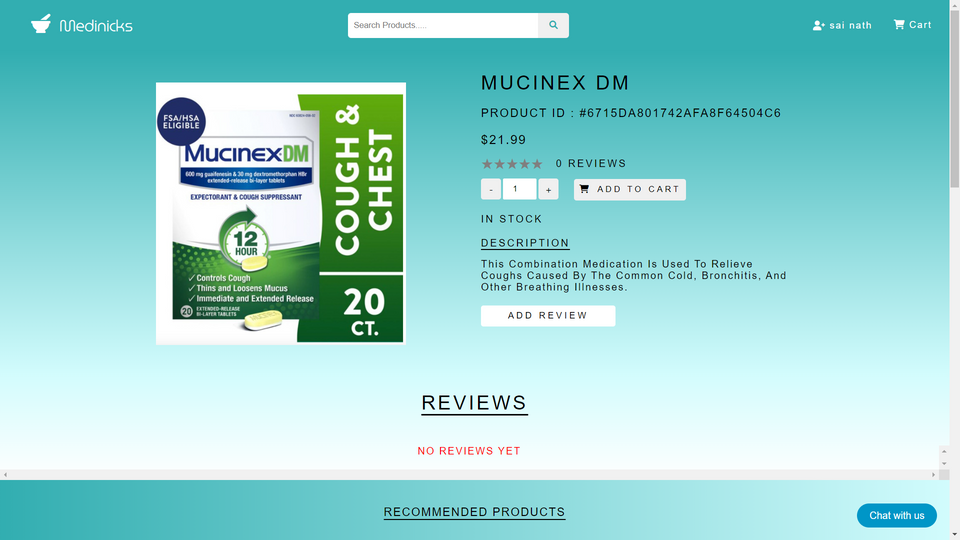 Medinicks
Search Products.....
sai nath
Cart
FSA/HSA
ELIGIBLE
MucinexDM
600 mg guaifenesin & 30 mg dextromethorphan HBr
extended-release bi-layer tablets
EXPECTORANT & COUGH SUPPRESSANT
12
HOUR
✓Controls Cough
✓Thins and Loosens Mucus
✓Immediate and Extended Release
20 EXTENDED-RELEASE
BI-LAYER TABLETS
COUGH &
CHEST
20
CT.
MUCINEX DM
PRODUCT ID : #6715DA801742AFA8F64504C6
$21.99
0 REVIEWS
- 1 +
ADD TO CART
IN STOCK
DESCRIPTION
This Combination Medication Is Used To Relieve
Coughs Caused By The Common Cold, Bronchitis, And
Other Breathing Illnesses.
ADD REVIEW
REVIEWS
NO REVIEWS YET
RECOMMENDED PRODUCTS
Chat with us